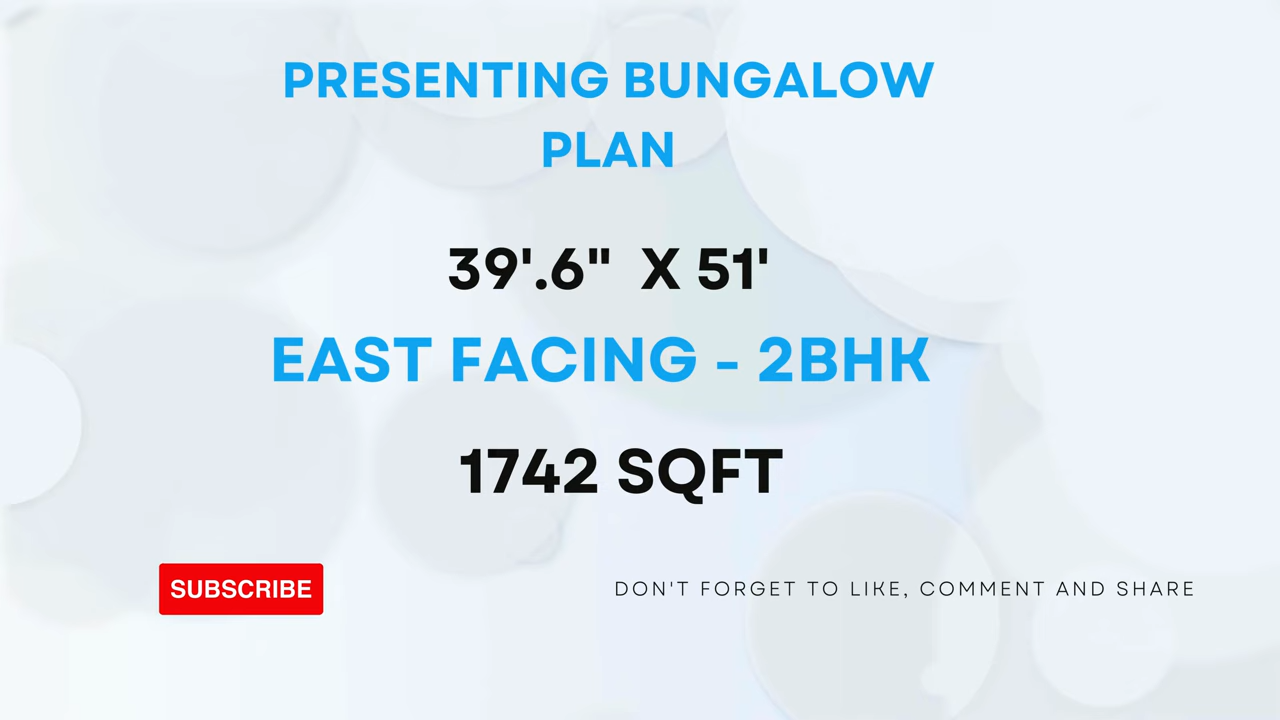 PRESENTING BUNGALOW
PLAN
39'.6" X 51'
EAST FACING - 2BHK
1742 SQFT
SUBSCRIBE
DON'T FORGET TO LIKE, COMMENT AND SHARE